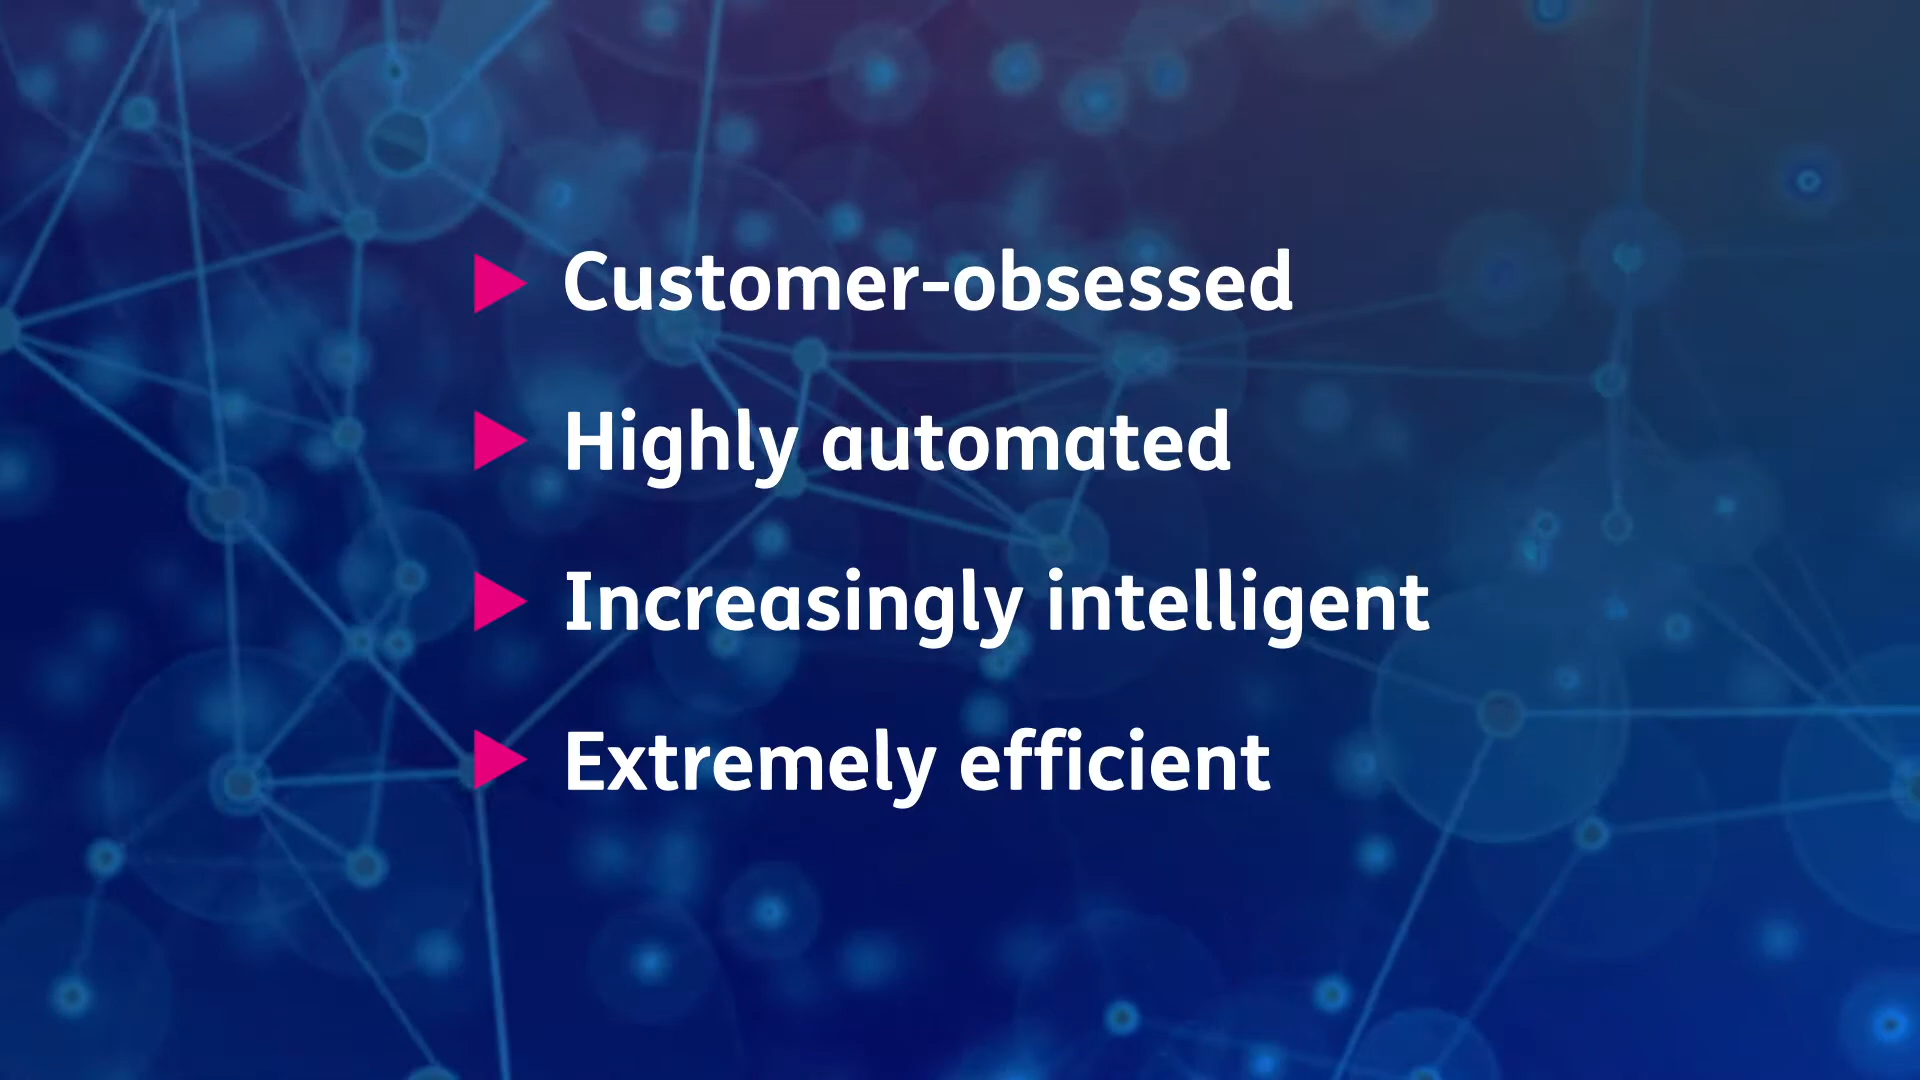 Customer-obsessed
Highly automated
Increasingly intelligent
Extremely efficient